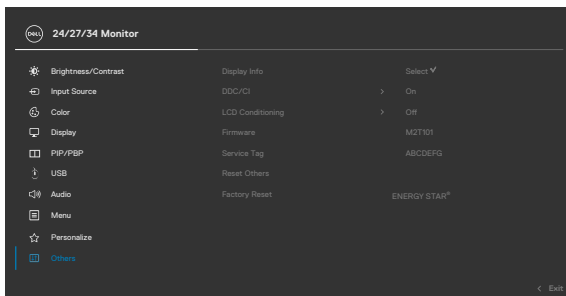 DELL 24/27/34 Monitor
Brightness/Contrast Display Info Select
Input Source DDC/CI > On
Color LCD Conditioning > Off
Display Firmware M2T101
PIP/PBP Service Tag ABCDEFG
USB Reset Others
Audio Factory Reset ENERGY STAR®
Menu
Personalize
Others
< Exit